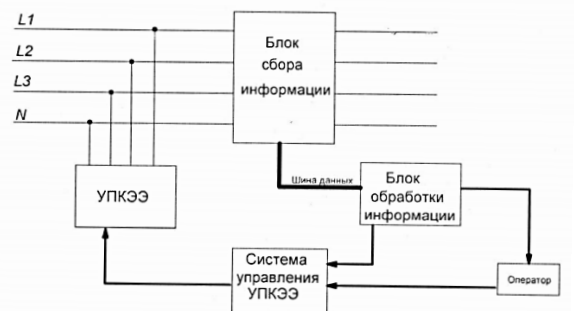 L1
L2
L3
N
Блок
сбора
информации
Шина данных
УПКЭЭ
Блок
обработки
информации
Система
управления
УПКЭЭ
Оператор